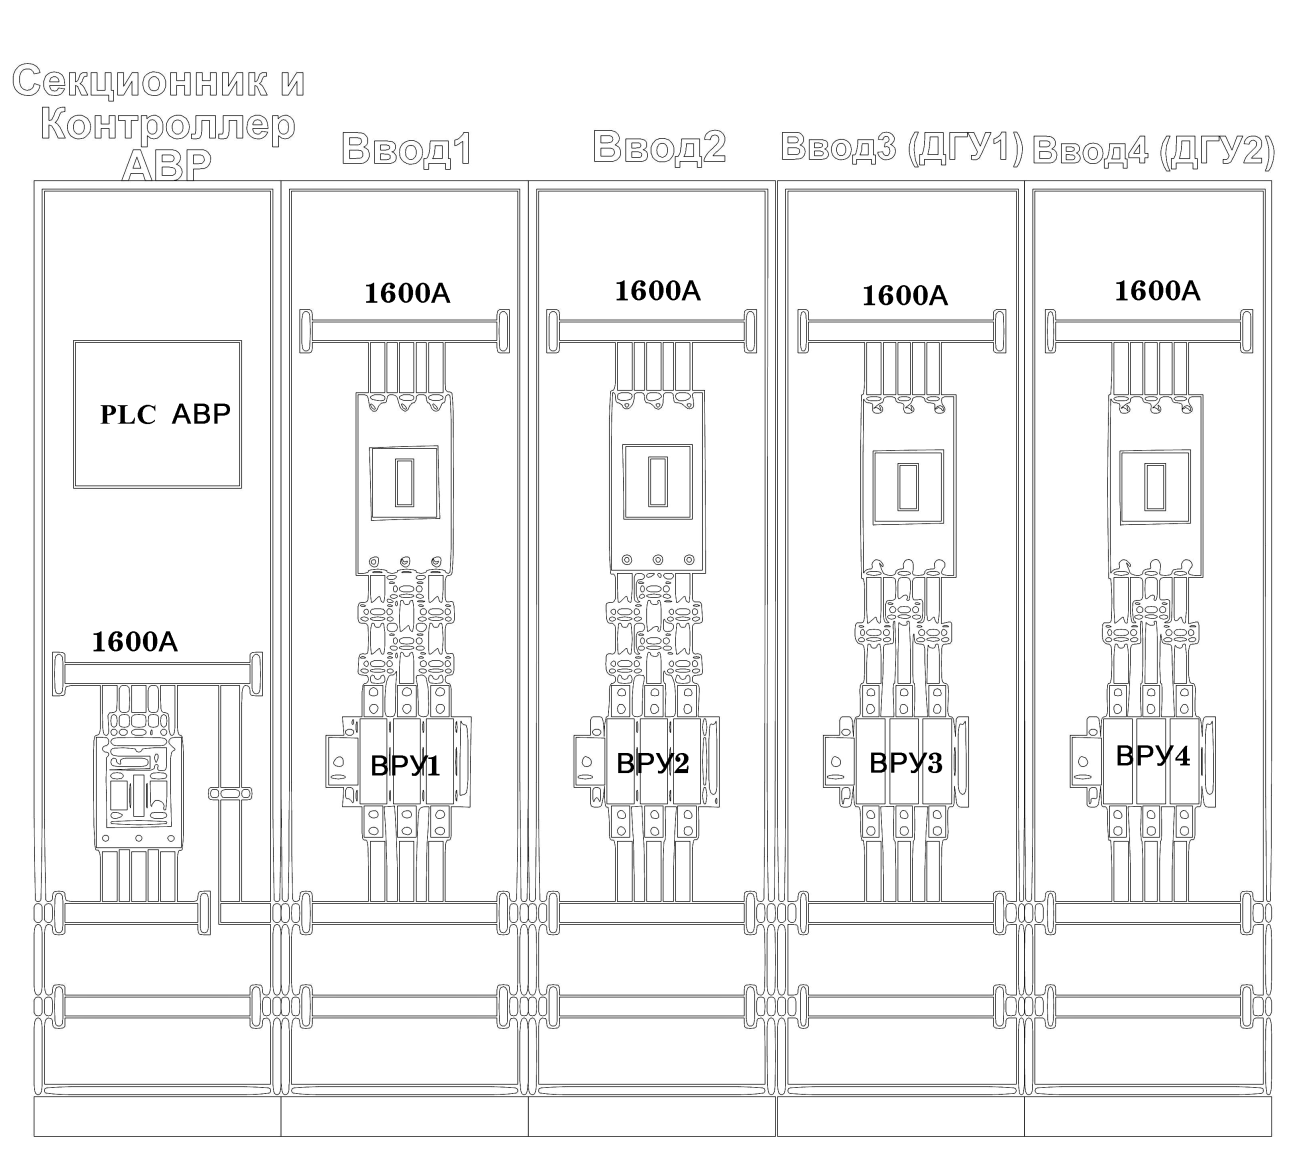 Секционник и
Контроллер
АВР
Ввод1
Ввод2
Ввод3 (ДГУ1)
Ввод4 (ДГУ2)
1600А
1600А
1600А
1600А
PLC АВР
1600А
ВРУ1
ВРУ2
ВРУ3
ВРУ4